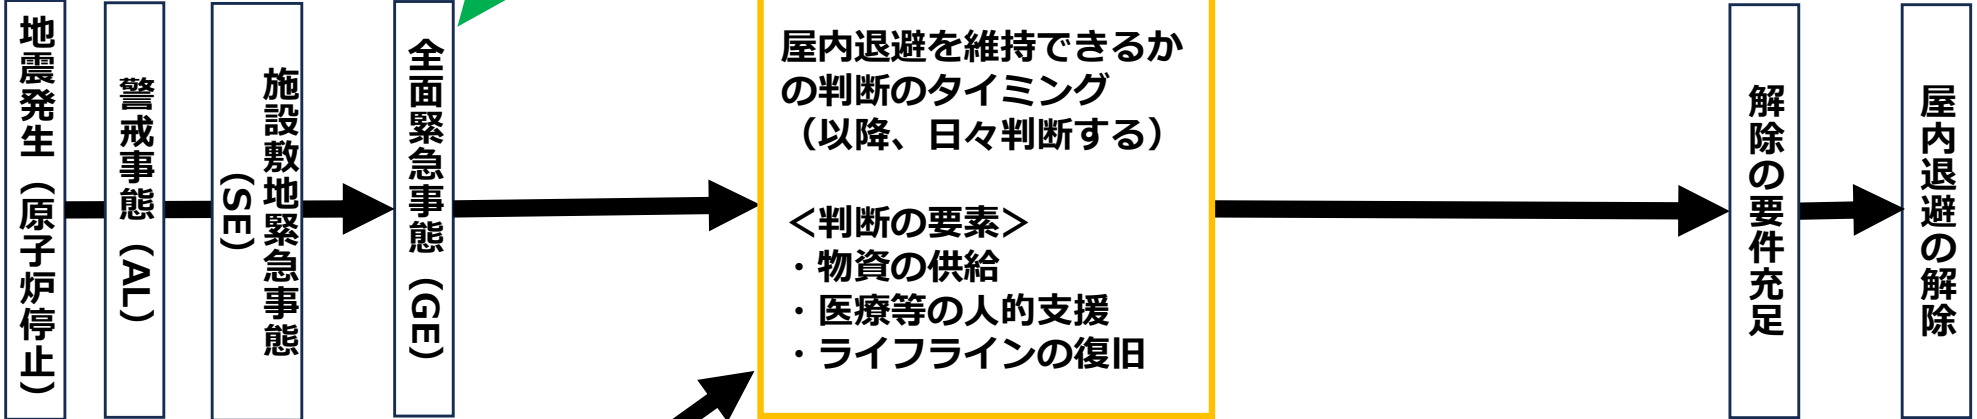 地震発生（原子炉停止）
警戒事態（AL）
施設敷地緊急事態
（SE）
全面緊急事態（GE）
屋内退避を維持できるか
の判断のタイミング
（以降、日々判断する）
＜判断の要素＞
・物資の供給
・医療等の人的支援
・ライフラインの復旧
解除の要件充足
屋内退避の解除